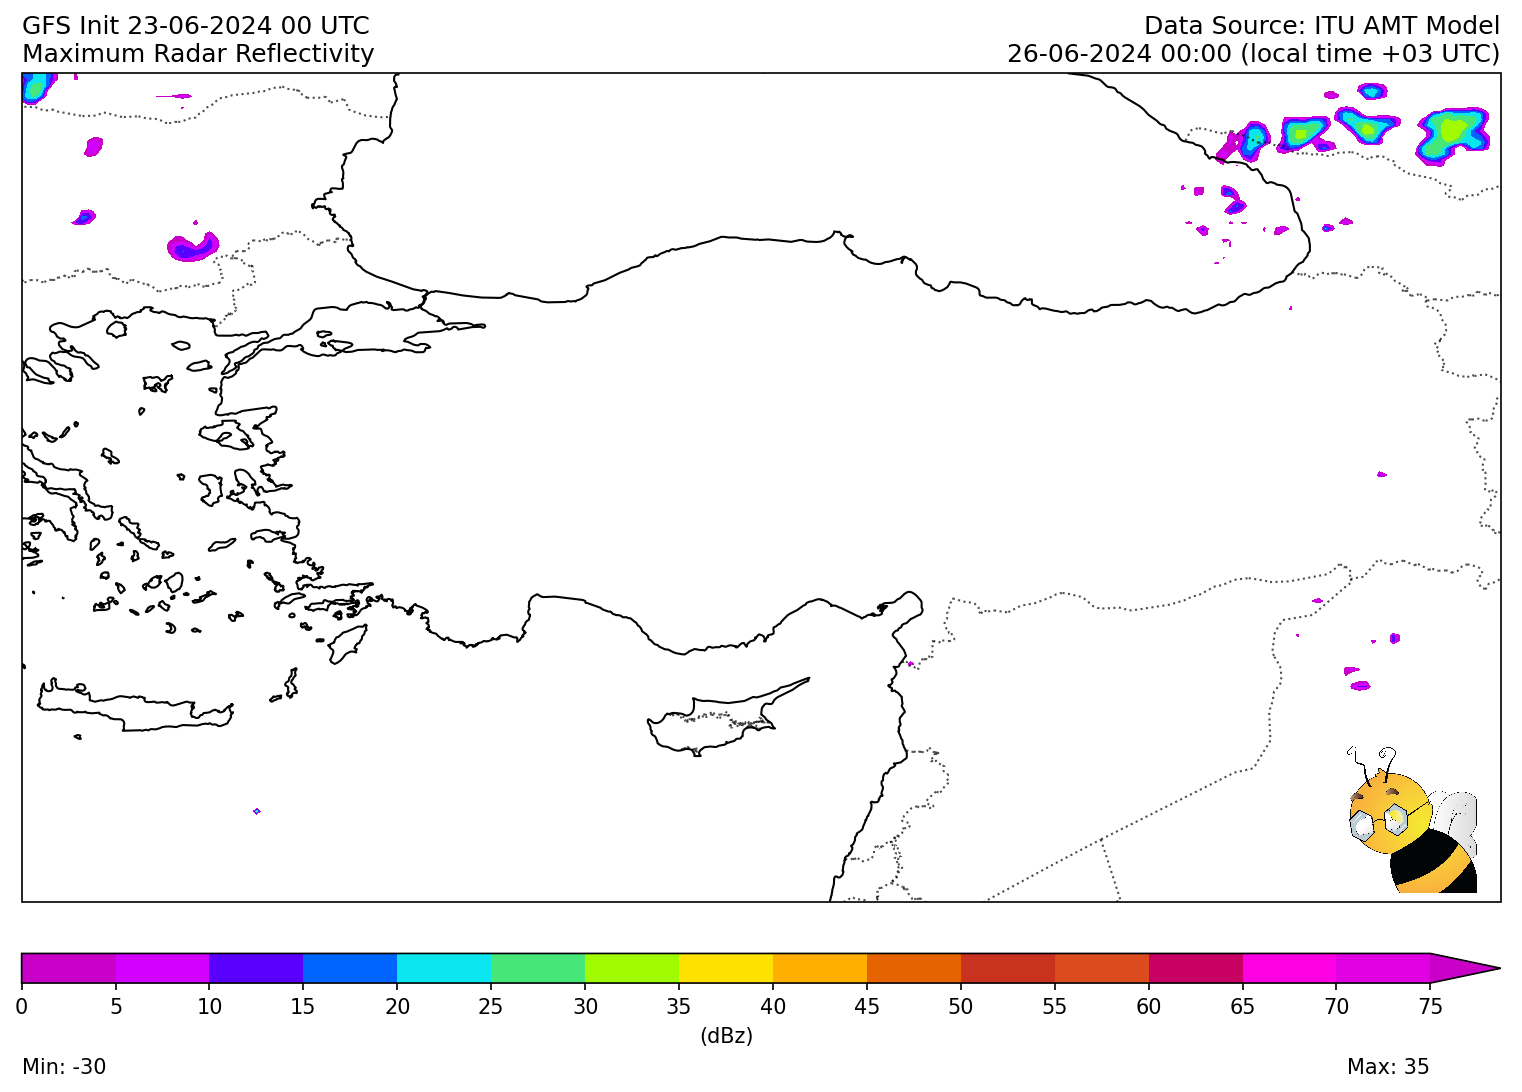 GFS Init 23-06-2024 00 UTC
Maximum Radar Reflectivity
Data Source: ITU AMT Model
26-06-2024 00:00 (local time +03 UTC)
0 5 10 15 20 25 30 35 40 45 50 55 60 65 70 75
(dBz)
Min: -30
Max: 35